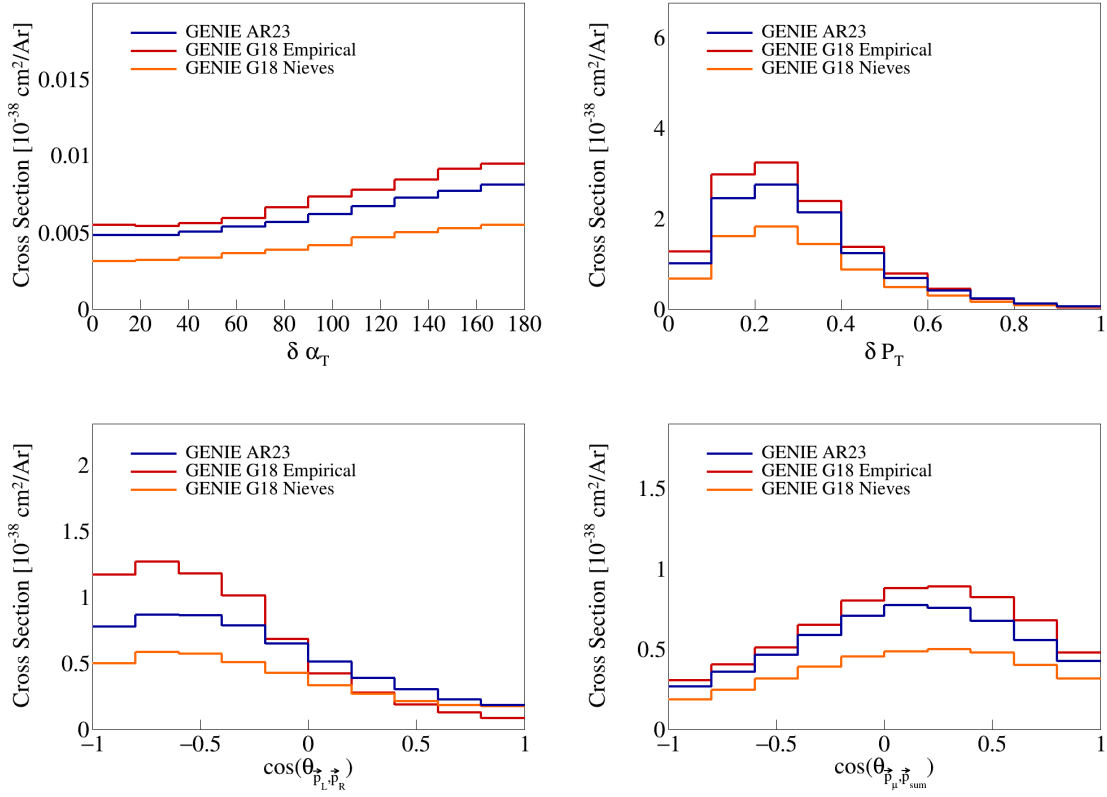 GENIE AR23
GENIE G18 Empirical
GENIE G18 Nieves
Cross Section [10⁻³⁸ cm²/Ar]
0.015
0.01
0.005
0
0 20 40 60 80 100 120 140 160 180
δ α_T
GENIE AR23
GENIE G18 Empirical
GENIE G18 Nieves
Cross Section [10⁻³⁸ cm²/Ar]
6
4
2
0
0 0.2 0.4 0.6 0.8 1
δ P_T
GENIE AR23
GENIE G18 Empirical
GENIE G18 Nieves
Cross Section [10⁻³⁸ cm²/Ar]
2
1.5
1
0.5
0
−1 −0.5 0 0.5 1
cos(θ_{p⃗_L,p⃗_R})
GENIE AR23
GENIE G18 Empirical
GENIE G18 Nieves
Cross Section [10⁻³⁸ cm²/Ar]
1.5
1
0.5
0
−1 −0.5 0 0.5 1
cos(θ_{p⃗_μ,p⃗_sum})